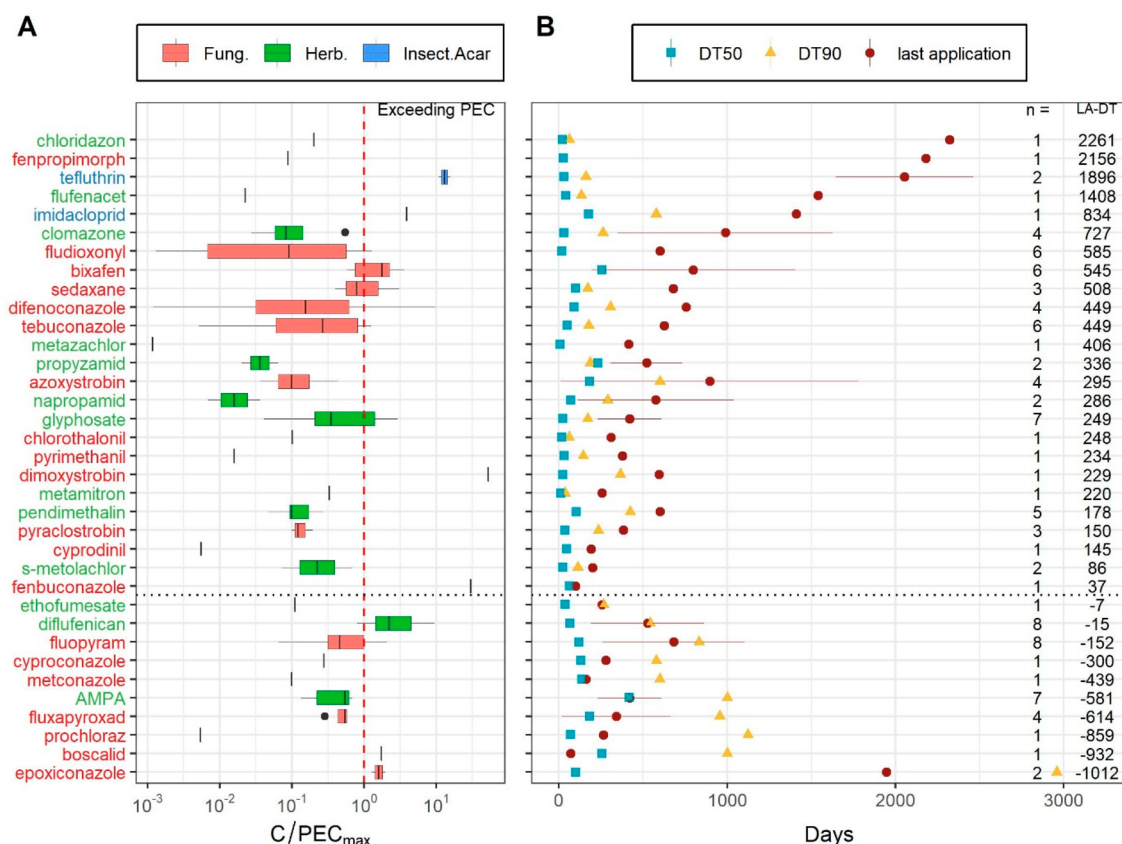 A
B
Fung. Herb. Insect.Acar
DT50 DT90 last application
Exceeding PEC
n = LA-DT
chloridazon 1 2261
fenpropimorph 1 2156
tefluthrin 2 1896
flufenacet 1 1408
imidacloprid 1 834
clomazone 4 727
fludioxonyl 6 585
bixafen 6 545
sedaxane 3 508
difenoconazole 4 449
tebuconazole 6 449
metazachlor 1 406
propyzamid 2 336
azoxystrobin 4 295
napropamid 2 286
glyphosate 7 249
chlorothalonil 1 248
pyrimethanil 1 234
dimoxystrobin 1 229
metamitron 1 220
pendimethalin 5 178
pyraclostrobin 3 150
cyprodinil 1 145
s-metolachlor 2 86
fenbuconazole 1 37
ethofumesate 1 -7
diflufenican 8 -15
fluopyram 8 -152
cyproconazole 1 -300
metconazole 1 -439
AMPA 7 -581
fluxapyroxad 4 -614
prochloraz 1 -859
boscalid 1 -932
epoxiconazole 2 -1012
10⁻³ 10⁻² 10⁻¹ 10⁰ 10¹
0 1000 2000 3000
C/PECmax
Days